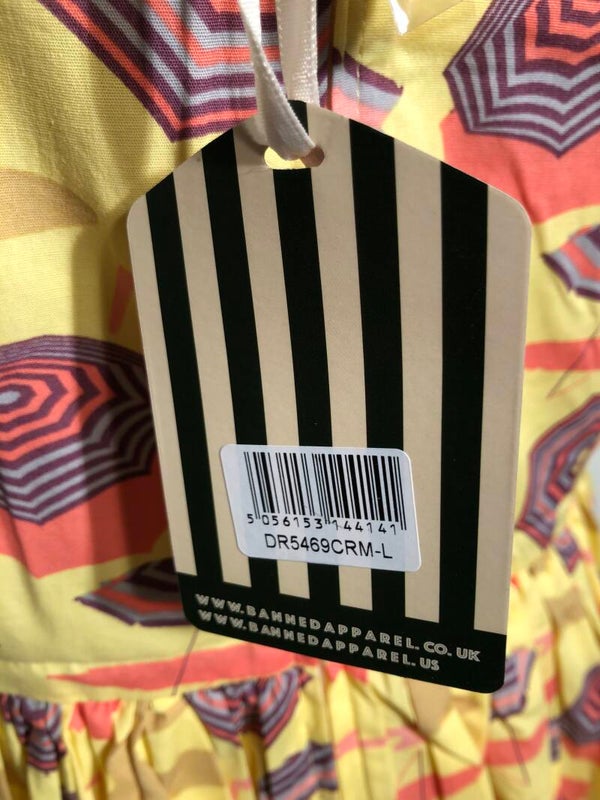 5 056153 144141
DR5469CRM-L
WWW.BANNEDAPPAREL.CO.UK
WWW.BANNEDAPPAREL.US